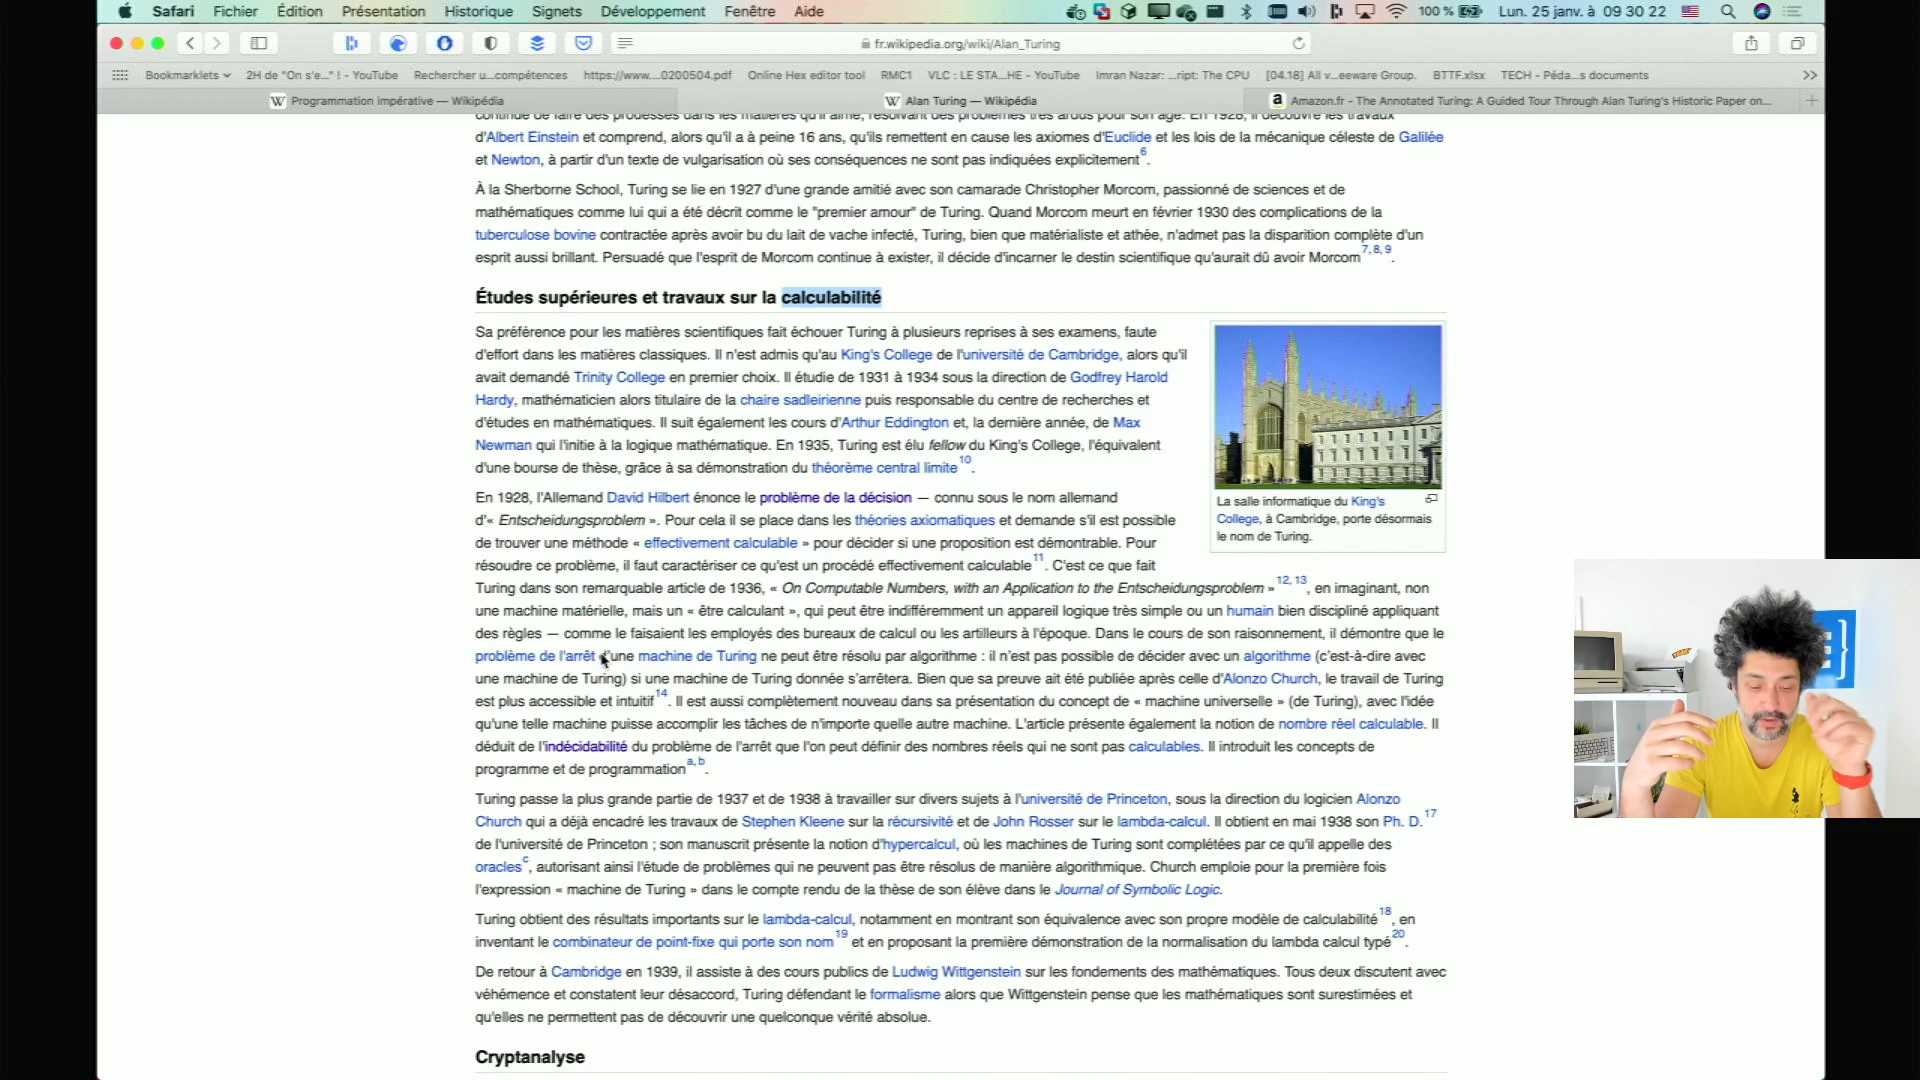 Safari Fichier Édition Présentation Historique Signets Développement Fenêtre Aide 100 % Lun. 25 janv. à 09 30 22
fr.wikipedia.org/wiki/Alan_Turing
Bookmarklets 2H de "On s'e..." ! - YouTube Rechercher u...compétences https://www....0200504.pdf Online Hex editor tool RMC1 VLC : LE STA...HE - YouTube Imran Nazar: ...ript: The CPU [04.18] All v...eeware Group. BTTF.xlsx TECH - Péda...s documents
Programmation impérative — Wikipédia Alan Turing — Wikipédia Amazon.fr - The Annotated Turing: A Guided Tour Through Alan Turing's Historic Paper on...
continue de faire des prouesses dans les matières qu'il aime, résolvant des problèmes très ardus pour son âge. En 1928, il découvre les travaux
d'Albert Einstein et comprend, alors qu'il a à peine 16 ans, qu'ils remettent en cause les axiomes d'Euclide et les lois de la mécanique céleste de Galilée
et Newton, à partir d'un texte de vulgarisation où ses conséquences ne sont pas indiquées explicitement6.
À la Sherborne School, Turing se lie en 1927 d'une grande amitié avec son camarade Christopher Morcom, passionné de sciences et de
mathématiques comme lui qui a été décrit comme le "premier amour" de Turing. Quand Morcom meurt en février 1930 des complications de la
tuberculose bovine contractée après avoir bu du lait de vache infecté, Turing, bien que matérialiste et athée, n'admet pas la disparition complète d'un
esprit aussi brillant. Persuadé que l'esprit de Morcom continue à exister, il décide d'incarner le destin scientifique qu'aurait dû avoir Morcom7, 8, 9.
Études supérieures et travaux sur la calculabilité
Sa préférence pour les matières scientifiques fait échouer Turing à plusieurs reprises à ses examens, faute
d'effort dans les matières classiques. Il n'est admis qu'au King's College de l'université de Cambridge, alors qu'il
avait demandé Trinity College en premier choix. Il étudie de 1931 à 1934 sous la direction de Godfrey Harold
Hardy, mathématicien alors titulaire de la chaire sadleirienne puis responsable du centre de recherches et
d'études en mathématiques. Il suit également les cours d'Arthur Eddington et, la dernière année, de Max
Newman qui l'initie à la logique mathématique. En 1935, Turing est élu fellow du King's College, l'équivalent
d'une bourse de thèse, grâce à sa démonstration du théorème central limite10.
La salle informatique du King's
College, à Cambridge, porte désormais
le nom de Turing.
En 1928, l'Allemand David Hilbert énonce le problème de la décision — connu sous le nom allemand
d'« Entscheidungsproblem ». Pour cela il se place dans les théories axiomatiques et demande s'il est possible
de trouver une méthode « effectivement calculable » pour décider si une proposition est démontrable. Pour
résoudre ce problème, il faut caractériser ce qu'est un procédé effectivement calculable11. C'est ce que fait
Turing dans son remarquable article de 1936, « On Computable Numbers, with an Application to the Entscheidungsproblem »12, 13, en imaginant, non
une machine matérielle, mais un « être calculant », qui peut être indifféremment un appareil logique très simple ou un humain bien discipliné appliquant
des règles — comme le faisaient les employés des bureaux de calcul ou les artilleurs à l'époque. Dans le cours de son raisonnement, il démontre que le
problème de l'arrêt d'une machine de Turing ne peut être résolu par algorithme : il n'est pas possible de décider avec un algorithme (c'est-à-dire avec
une machine de Turing) si une machine de Turing donnée s'arrêtera. Bien que sa preuve ait été publiée après celle d'Alonzo Church, le travail de Turing
est plus accessible et intuitif14. Il est aussi complètement nouveau dans sa présentation du concept de « machine universelle » (de Turing), avec l'idée
qu'une telle machine puisse accomplir les tâches de n'importe quelle autre machine. L'article présente également la notion de nombre réel calculable. Il
déduit de l'indécidabilité du problème de l'arrêt que l'on peut définir des nombres réels qui ne sont pas calculables. Il introduit les concepts de
programme et de programmationa, b.
Turing passe la plus grande partie de 1937 et de 1938 à travailler sur divers sujets à l'université de Princeton, sous la direction du logicien Alonzo
Church qui a déjà encadré les travaux de Stephen Kleene sur la récursivité et de John Rosser sur le lambda-calcul. Il obtient en mai 1938 son Ph. D.17
de l'université de Princeton ; son manuscrit présente la notion d'hypercalcul, où les machines de Turing sont complétées par ce qu'il appelle des
oraclesc, autorisant ainsi l'étude de problèmes qui ne peuvent pas être résolus de manière algorithmique. Church emploie pour la première fois
l'expression « machine de Turing » dans le compte rendu de la thèse de son élève dans le Journal of Symbolic Logic.
Turing obtient des résultats importants sur le lambda-calcul, notamment en montrant son équivalence avec son propre modèle de calculabilité18, en
inventant le combinateur de point-fixe qui porte son nom19 et en proposant la première démonstration de la normalisation du lambda calcul typé20.
De retour à Cambridge en 1939, il assiste à des cours publics de Ludwig Wittgenstein sur les fondements des mathématiques. Tous deux discutent avec
véhémence et constatent leur désaccord, Turing défendant le formalisme alors que Wittgenstein pense que les mathématiques sont surestimées et
qu'elles ne permettent pas de découvrir une quelconque vérité absolue.
Cryptanalyse